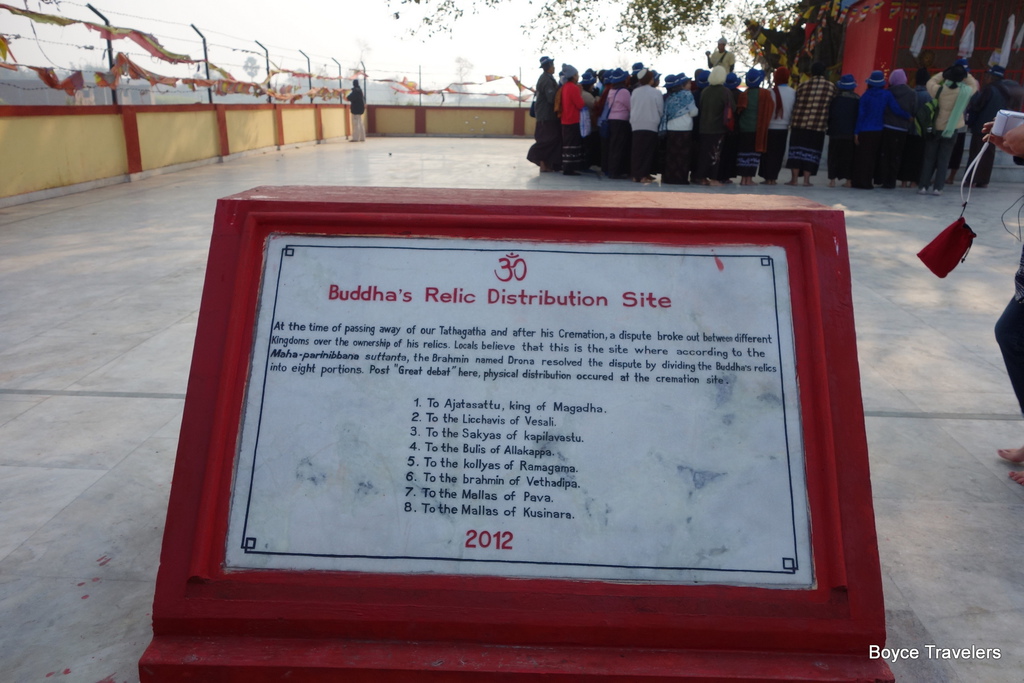 ॐ
Buddha's Relic Distribution Site
At the time of passing away of our Tathagatha and after his Cremation, a dispute broke out between different
Kingdoms over the ownership of his relics. Locals believe that this is the site where according to the
Maha-parinibbana suttanta, the Brahmin named Drona resolved the dispute by dividing the Buddha's relics
into eight portions. Post "Great debat" here, physical distribution occured at the cremation site.
1. To Ajatasattu, king of Magadha.
2. To the Licchavis of Vesali.
3. To the Sakyas of kapilavastu.
4. To the Bulis of Allakappa.
5. To the kollyas of Ramagama.
6. To the brahmin of Vethadipa.
7. To the Mallas of Pava.
8. To the Mallas of Kusinara.
2012
Boyce Travelers